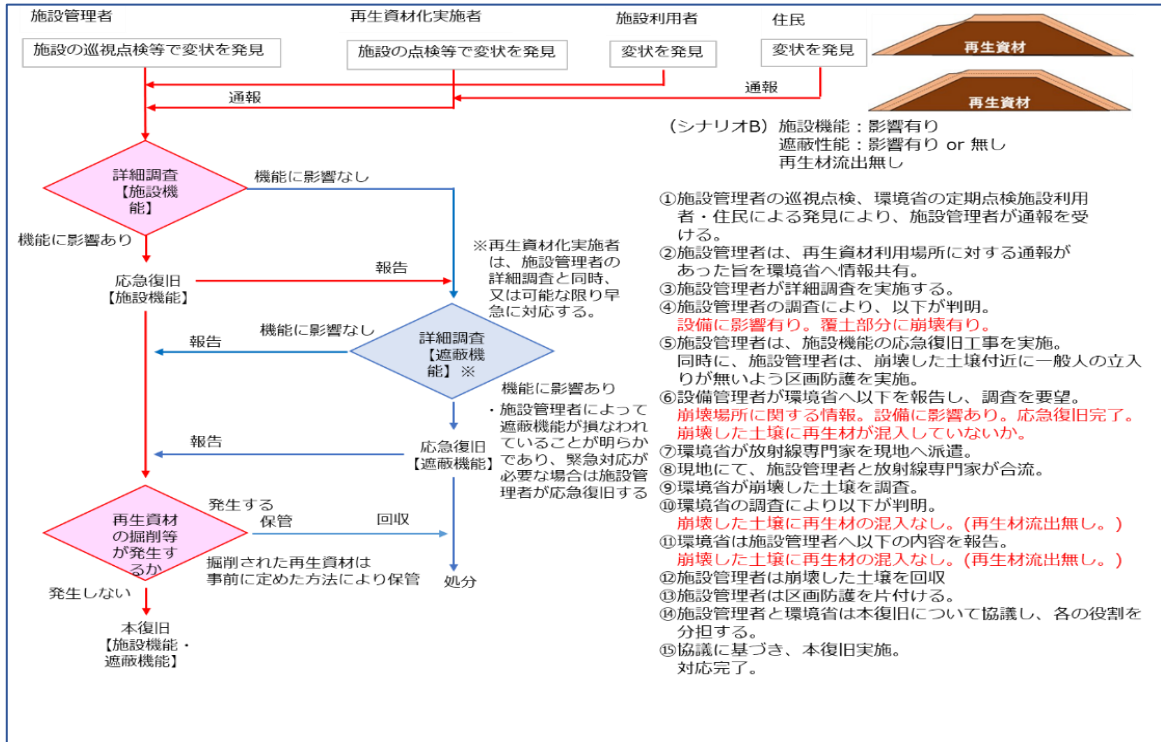 施設管理者
再生資材化実施者
施設利用者
住民
施設の巡視点検等で変状を発見
施設の点検等で変状を発見
変状を発見
変状を発見
再生資材
再生資材
通報
通報
(シナリオB) 施設機能:影響有り
遮蔽性能:影響有り or 無し
再生材流出無し
詳細調査
【施設機
能】
機能に影響なし
機能に影響あり
応急復旧
【施設機能】
報告
※再生資材化実施者
は、施設管理者の
詳細調査と同時、
又は可能な限り早
急に対応する。
機能に影響なし
報告
詳細調査
【遮蔽機
能】※
機能に影響あり
・施設管理者によって
遮蔽機能が損なわれ
ていることが明らか
であり、緊急対応が
必要な場合は施設管
理者が応急復旧する
報告
応急復旧
【遮蔽機能】
再生資材
の掘削等
が発生す
るか
発生する
保管
回収
掘削された再生資材は
事前に定めた方法により保管
処分
発生しない
本復旧
【施設機能・
遮蔽機能】
①施設管理者の巡視点検、環境省の定期点検施設利用
者・住民による発見により、施設管理者が通報を受
ける。
②施設管理者は、再生資材利用場所に対する通報が
あった旨を環境省へ情報共有。
③施設管理者が詳細調査を実施する。
④施設管理者の調査により、以下が判明。
設備に影響有り。覆土部分に崩壊有り。
⑤施設管理者は、施設機能の応急復旧工事を実施。
同時に、施設管理者は、崩壊した土壌付近に一般人の立入
りが無いよう区画防護を実施。
⑥設備管理者が環境省へ以下を報告し、調査を要望。
崩壊場所に関する情報。設備に影響あり。応急復旧完了。
崩壊した土壌に再生材が混入していないか。
⑦環境省が放射線専門家を現地へ派遣。
⑧現地にて、施設管理者と放射線専門家が合流。
⑨環境省が崩壊した土壌を調査。
⑩環境省の調査により以下が判明。
崩壊した土壌に再生材の混入なし。(再生材流出無し。)
⑪環境省は施設管理者へ以下の内容を報告。
崩壊した土壌に再生材の混入なし。(再生材流出無し。)
⑫施設管理者は崩壊した土壌を回収
⑬施設管理者は区画防護を片付ける。
⑭施設管理者と環境省は本復旧について協議し、各の役割を
分担する。
⑮協議に基づき、本復旧実施。
対応完了。